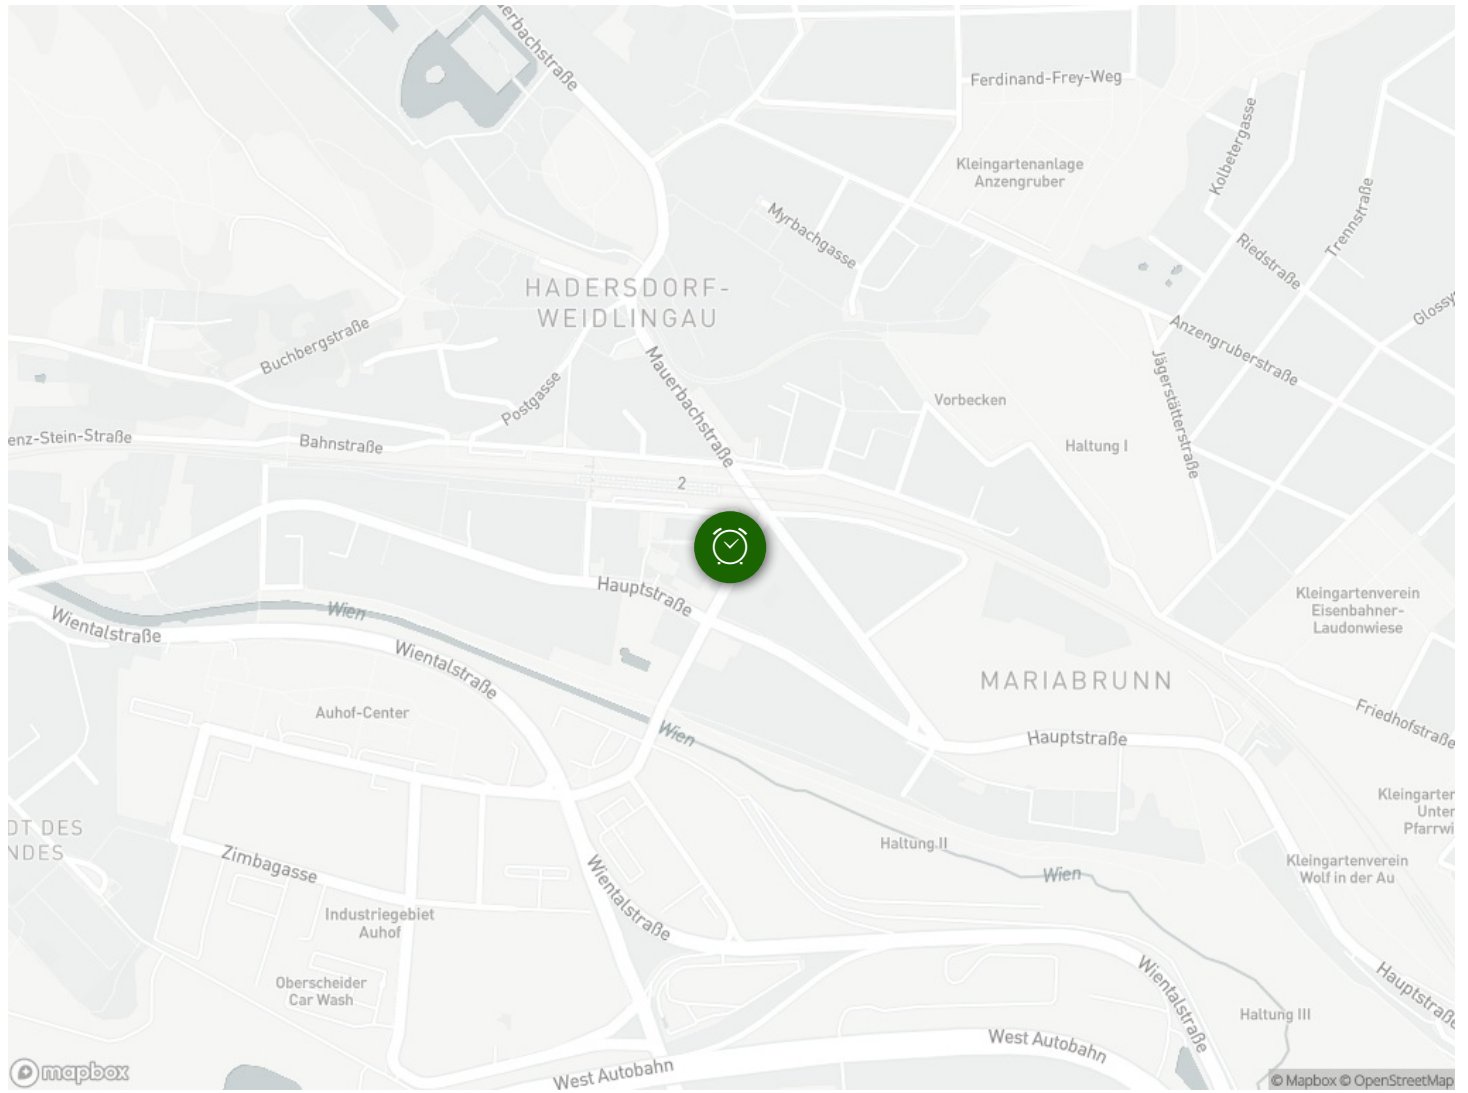 erbachstraße
Ferdinand-Frey-Weg
Kolbetergasse
Kleingartenanlage
Anzengruber
Trennstraße
Myrbachgasse
Riedstraße
HADERSDORF-
WEIDLINGAU
Glossy
Buchbergstraße
Anzengruberstraße
Mauerbachstraße
Jägerstätterstraße
Postgasse
Vorbecken
enz-Stein-Straße
Bahnstraße
Haltung I
2
Hauptstraße
Kleingartenverein
Eisenbahner-
Laudonwiese
Wien
Wientalstraße
Wientalstraße
MARIABRUNN
Auhof-Center
Wien
Friedhofstraße
Hauptstraße
Kleingarter
Unter
Pfarrwi
DT DES
NDES
Haltung II
Zimbagasse
Wien
Kleingartenverein
Wolf in der Au
Wientalstraße
Industriegebiet
Auhof
Wientalstraße
Hauptstraße
Oberscheider
Car Wash
Haltung III
West Autobahn
West Autobahn
mapbox
© Mapbox © OpenStreetMap